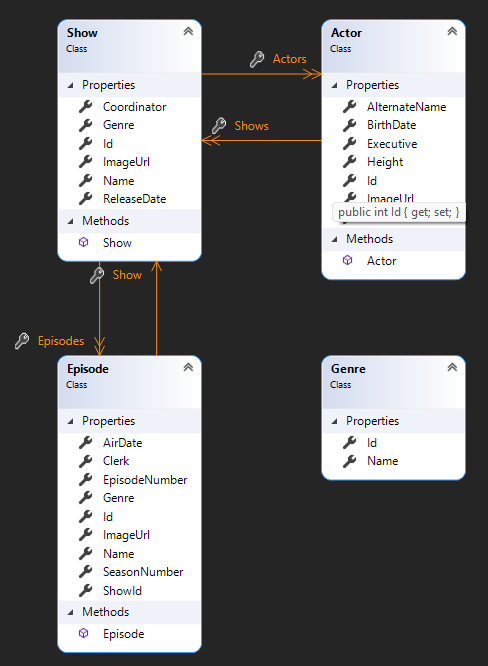 Show
Class
Properties
Coordinator
Genre
Id
ImageUrl
Name
ReleaseDate
Methods
Show
Actors
Shows
Actor
Class
Properties
AlternateName
BirthDate
Executive
Height
Id
ImageUrl
public int Id { get; set; }
Methods
Actor
Show
Episodes
Episode
Class
Properties
AirDate
Clerk
EpisodeNumber
Genre
Id
ImageUrl
Name
SeasonNumber
ShowId
Methods
Episode
Genre
Class
Properties
Id
Name